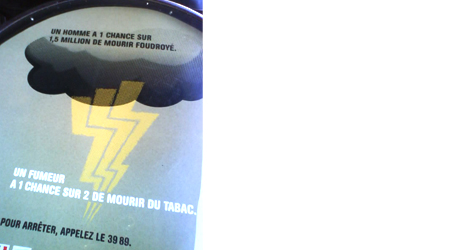 UN HOMME A 1 CHANCE SUR
1,5 MILLION DE MOURIR FOUDROYÉ.
UN FUMEUR
A 1 CHANCE SUR 2 DE MOURIR DU TABAC.
POUR ARRÊTER, APPELEZ LE 39 89.